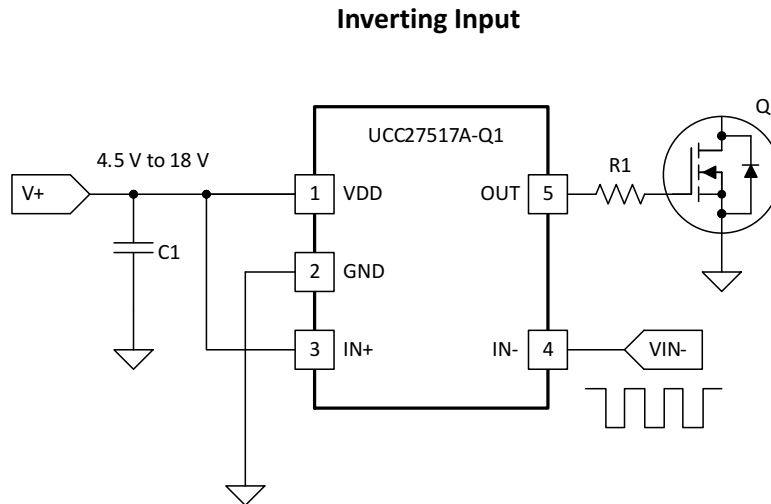 Inverting Input
UCC27517A-Q1
Q
4.5 V to 18 V
R1
V+
1 VDD
OUT 5
C1
2 GND
3 IN+
IN- 4
VIN-